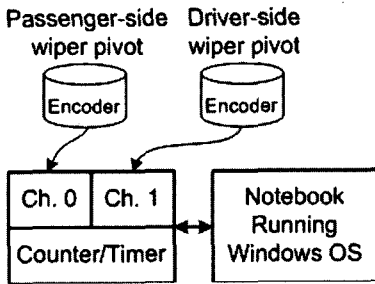 Passenger-side
wiper pivot
Driver-side
wiper pivot
Encoder
Encoder
Ch. 0
Ch. 1
Counter/Timer
Notebook
Running
Windows OS